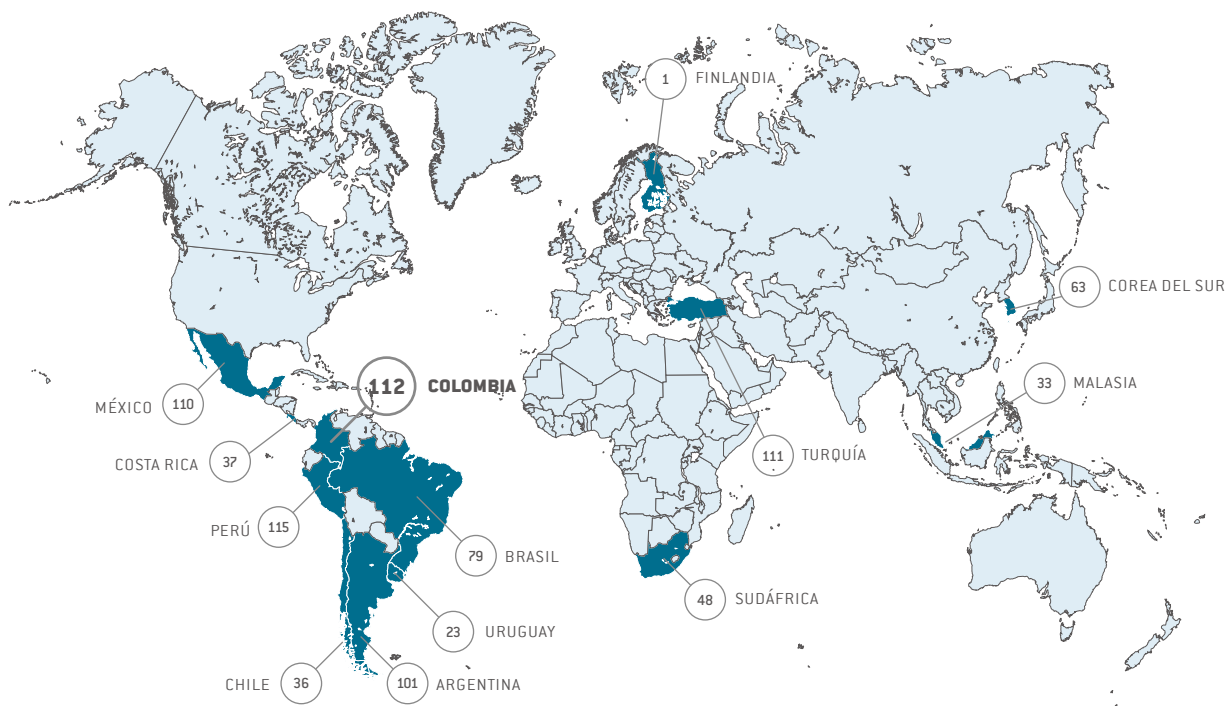 1 FINLANDIA
63 COREA DEL SUR
33 MALASIA
112 COLOMBIA
MÉXICO 110
COSTA RICA 37
111 TURQUÍA
PERÚ 115
79 BRASIL
48 SUDÁFRICA
23 URUGUAY
CHILE 36
101 ARGENTINA